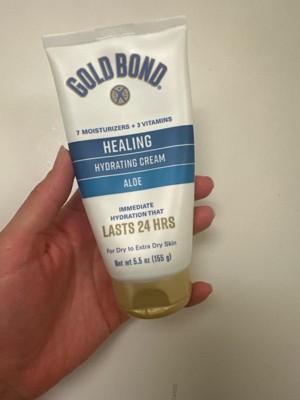 GOLD BOND®
7 MOISTURIZERS + 3 VITAMINS
HEALING
HYDRATING CREAM
ALOE
IMMEDIATE
HYDRATION THAT
LASTS 24 HRS
For Dry to Extra Dry Skin
Net wt 5.5 oz (155 g)